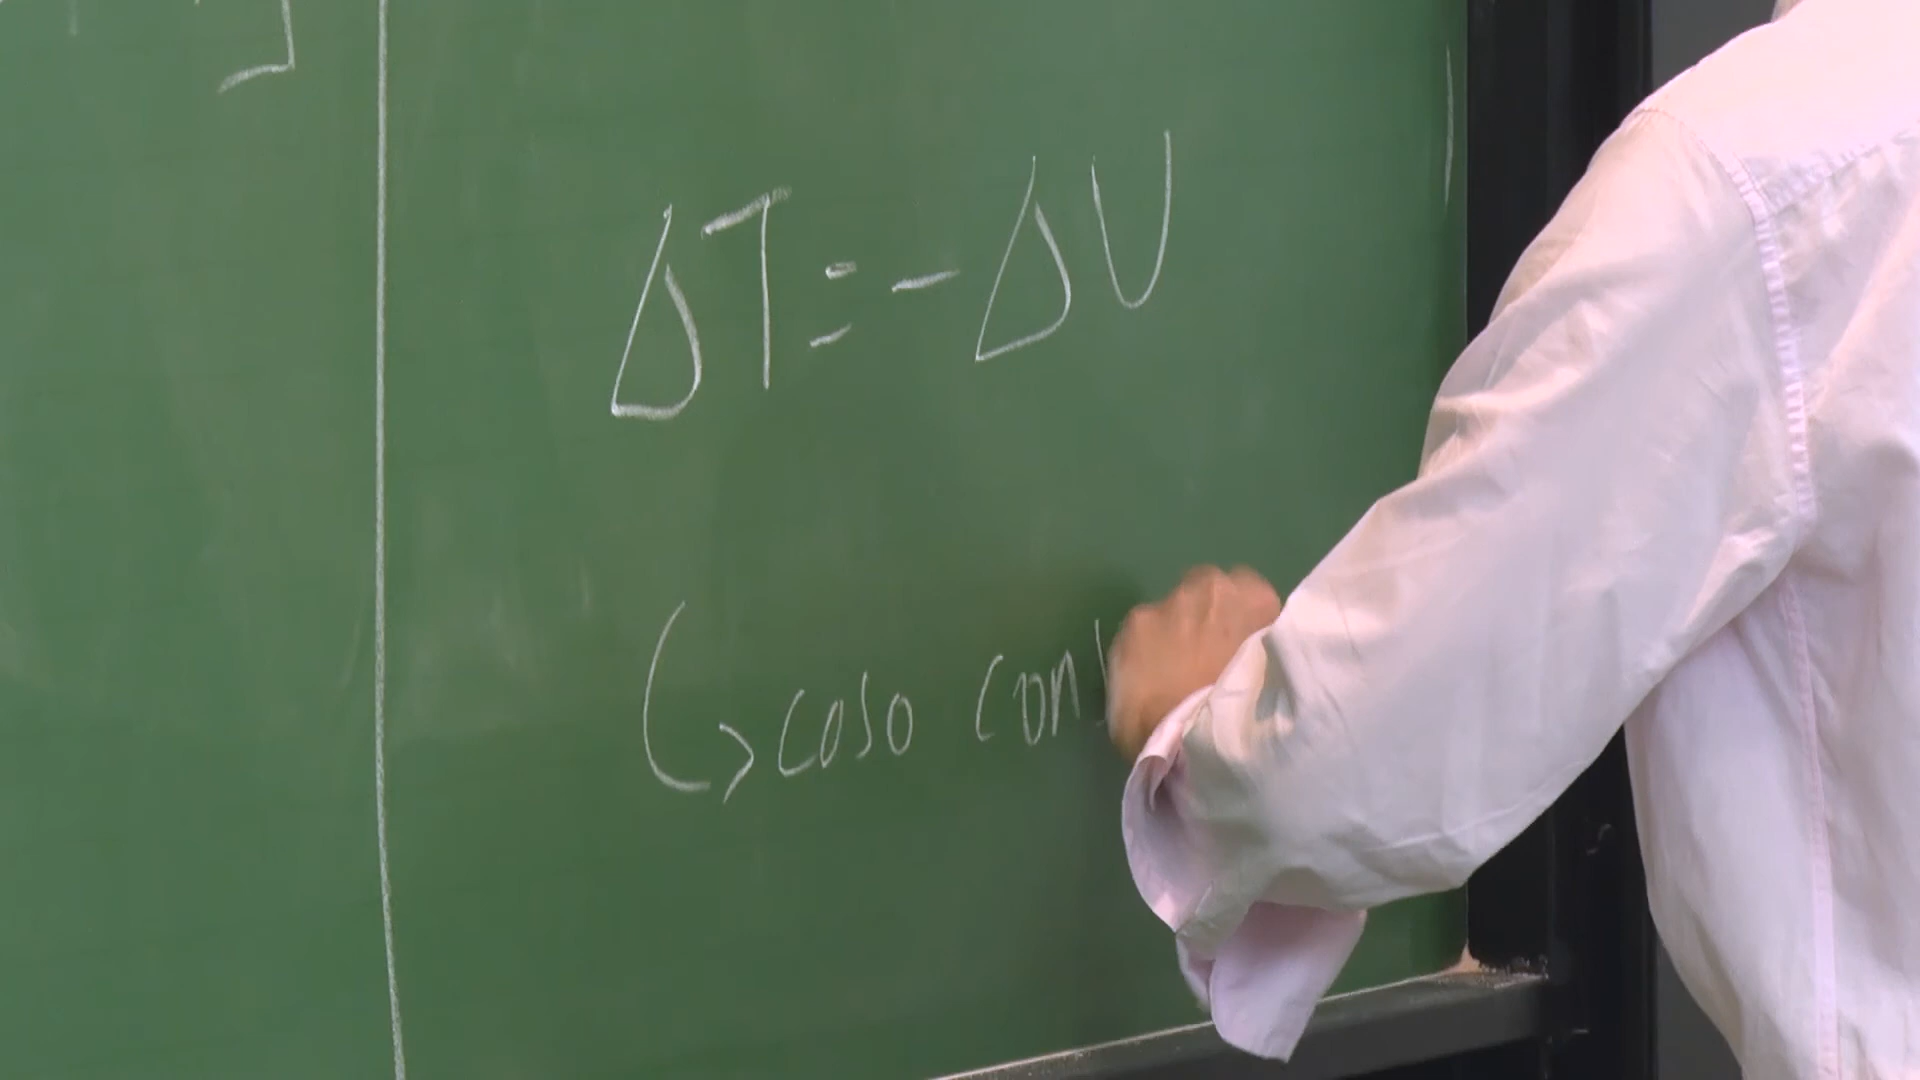 ΔT = -ΔU
↳ caso con